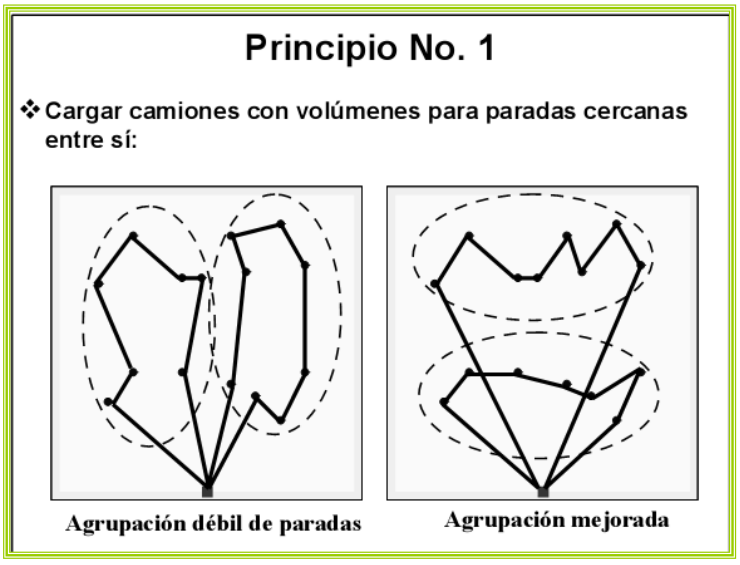 Principio No. 1
❖ Cargar camiones con volúmenes para paradas cercanas
entre sí:
Agrupación débil de paradas
Agrupación mejorada